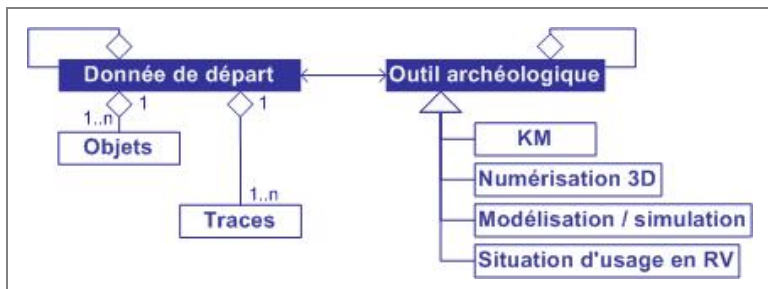 Donnée de départ
Outil archéologique
1
1
1..n
Objets
1..n
Traces
KM
Numérisation 3D
Modélisation / simulation
Situation d'usage en RV